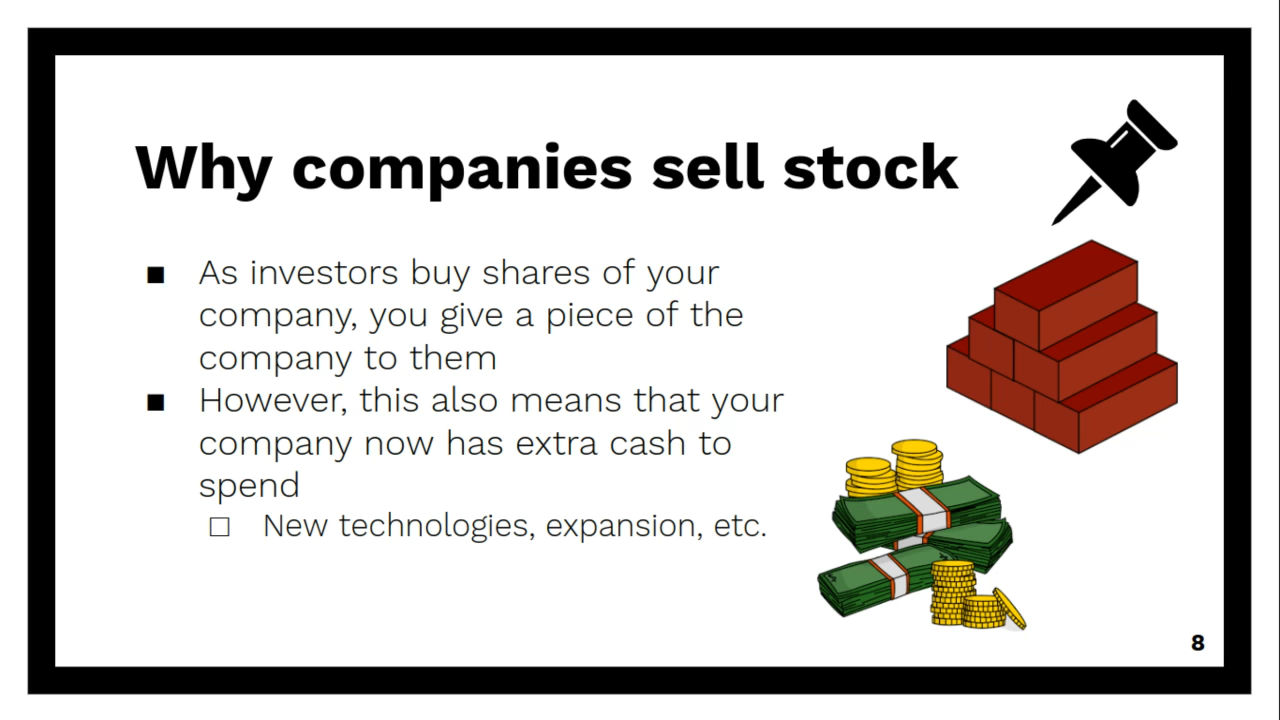 Why companies sell stock
■ As investors buy shares of your
company, you give a piece of the
company to them
■ However, this also means that your
company now has extra cash to
spend
□ New technologies, expansion, etc.
8